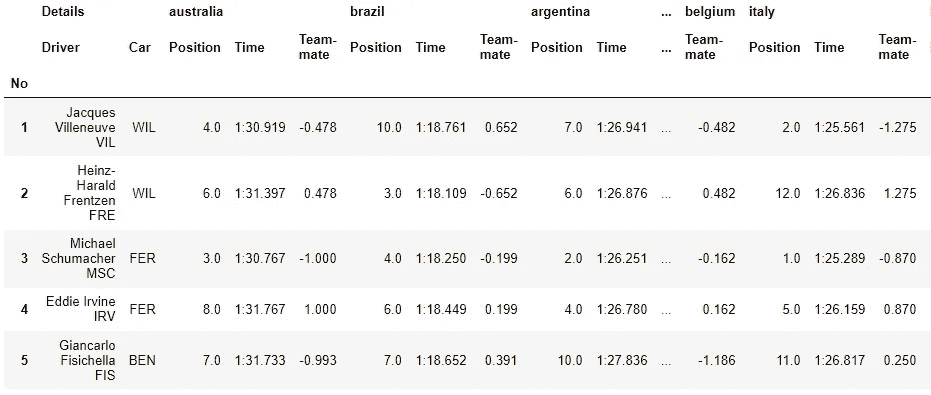 Details australia brazil argentina ... belgium italy
Driver Car Position Time Team-mate Position Time Team-mate Position Time ... Team-mate Position Time Team-mate
No
1 Jacques Villeneuve VIL WIL 4.0 1:30.919 -0.478 10.0 1:18.761 0.652 7.0 1:26.941 ... -0.482 2.0 1:25.561 -1.275
2 Heinz-Harald Frentzen FRE WIL 6.0 1:31.397 0.478 3.0 1:18.109 -0.652 6.0 1:26.876 ... 0.482 12.0 1:26.836 1.275
3 Michael Schumacher MSC FER 3.0 1:30.767 -1.000 4.0 1:18.250 -0.199 2.0 1:26.251 ... -0.162 1.0 1:25.289 -0.870
4 Eddie Irvine IRV FER 8.0 1:31.767 1.000 6.0 1:18.449 0.199 4.0 1:26.780 ... 0.162 5.0 1:26.159 0.870
5 Giancarlo Fisichella FIS BEN 7.0 1:31.733 -0.993 7.0 1:18.652 0.391 10.0 1:27.836 ... -1.186 11.0 1:26.817 0.250